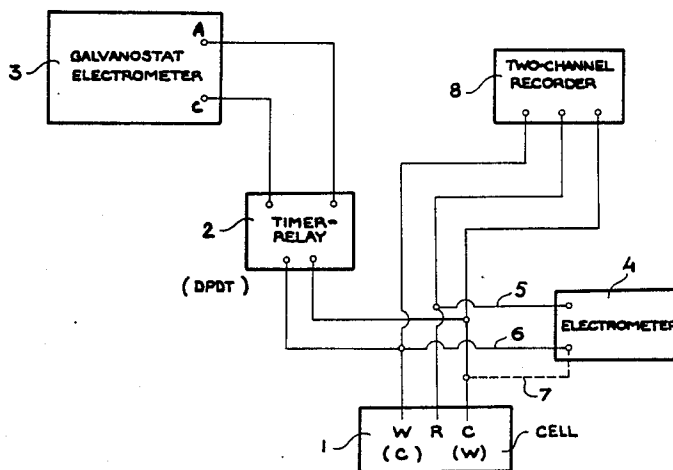 A
GALVANOSTAT
ELECTROMETER
3
C
TWO-CHANNEL
RECORDER
8
2
TIMER-
RELAY
(DPDT)
4
5
ELECTROMETER
6
7
1
W R C
(C) (W)
CELL